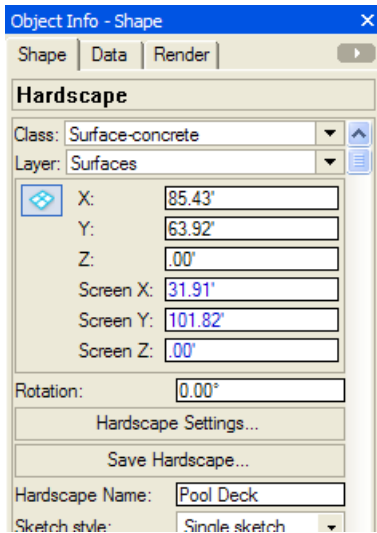 Object Info - Shape
Shape Data Render
Hardscape
Class: Surface-concrete
Layer: Surfaces
X: 85.43'
Y: 63.92'
Z: .00'
Screen X: 31.91'
Screen Y: 101.82'
Screen Z: .00'
Rotation: 0.00°
Hardscape Settings...
Save Hardscape...
Hardscape Name: Pool Deck
Sketch style: Single sketch